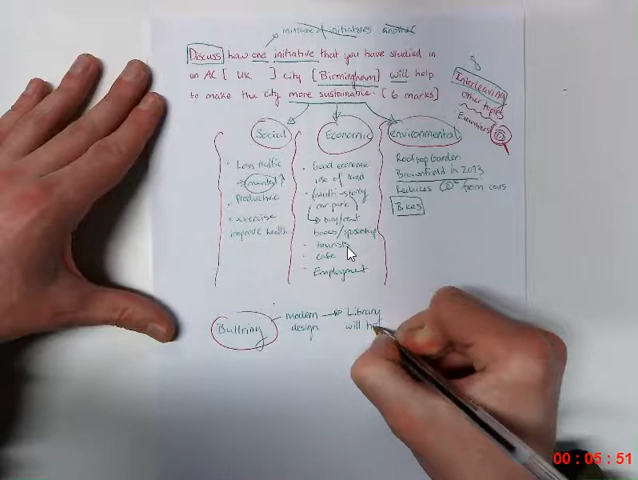 mixture of initiatives another
Discuss how one initiative that you have studied in
an AC [ UK ] city [Birmingham] will help
to make the city more sustainable [6 marks]
Interleaving
Other topics
Examiners
Social
Economic
environmental
• Less traffic
→ mental ↑
• productive
• exercise
improve health
• Good economic
use of land
• Multi-storey
car park
→ buy/rent
bikes/sponsorship
• tourists
• cafe
• Employment
Rooftop Garden
Brownfield in 2013
Reduces CO² from cars
Bikes
Bullring
modern → Library
design will
00:05:51